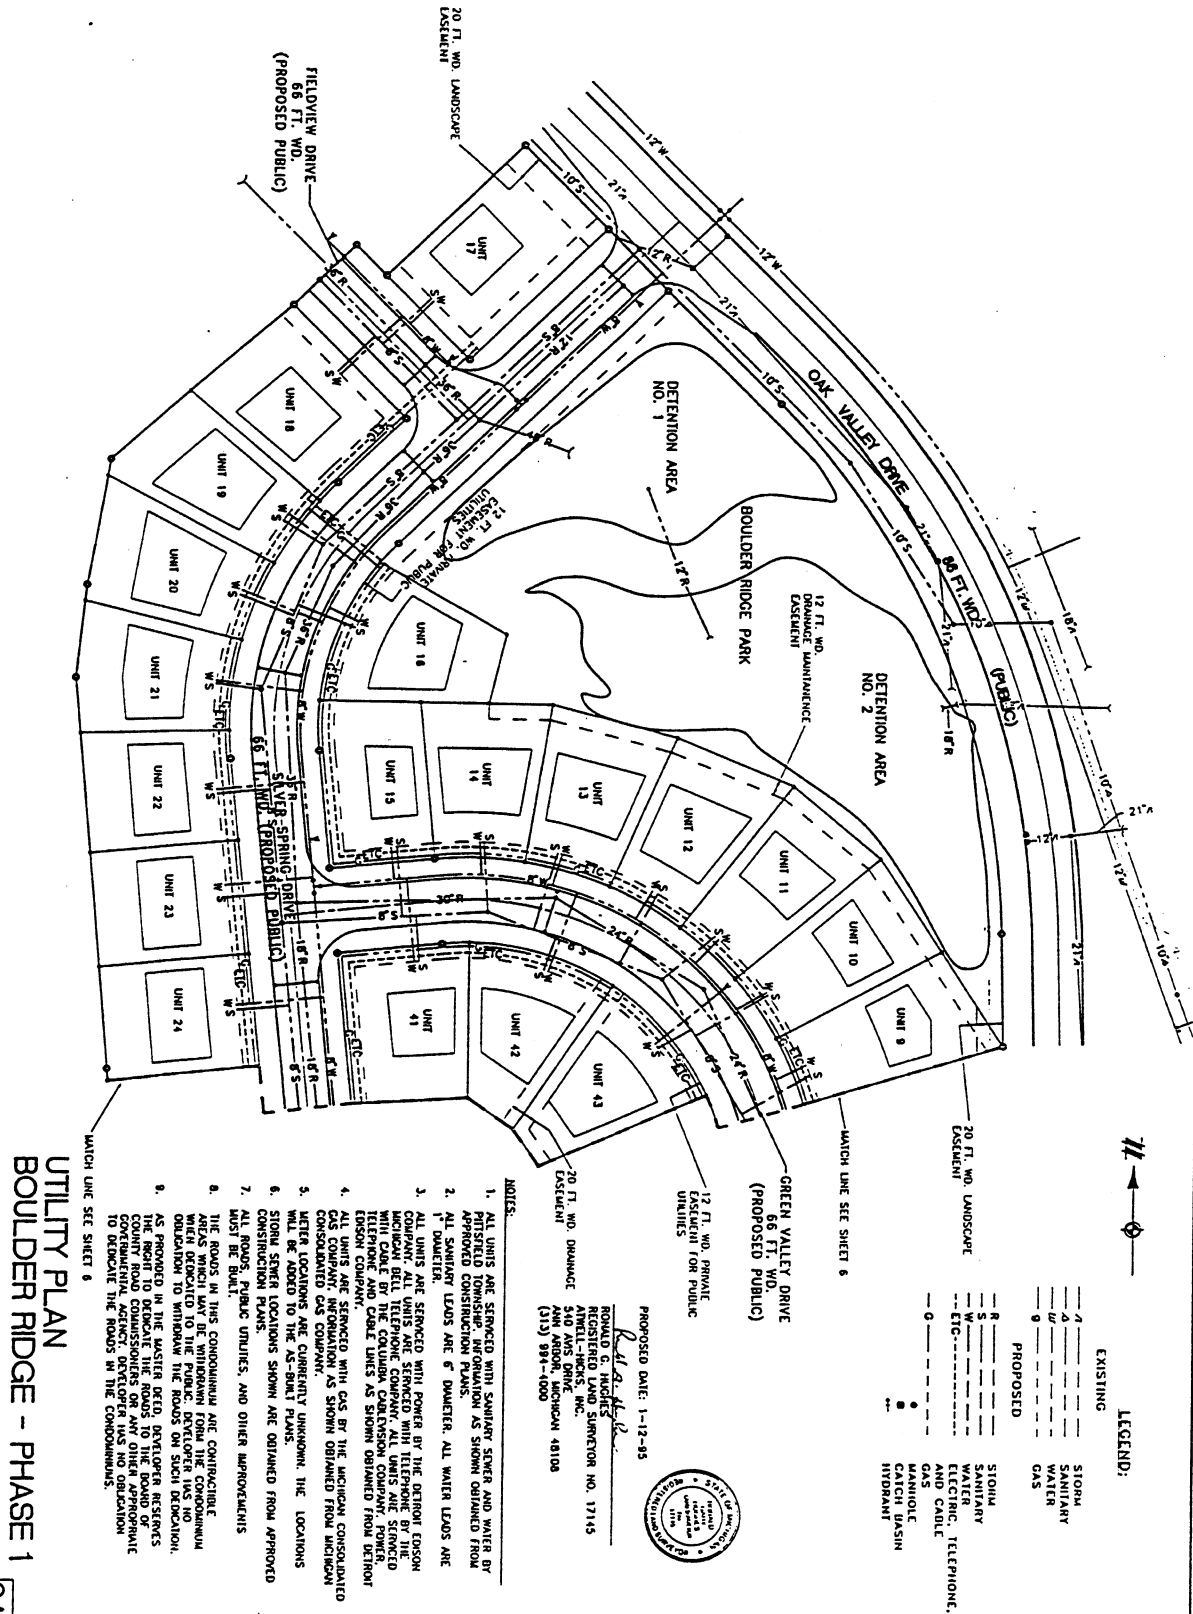 UTILITY PLAN
BOULDER RIDGE - PHASE 1
LEGEND:
EXISTING
STORM
SANITARY
WATER
GAS
PROPOSED
R
STORM
S
SANITARY
W
WATER
ETC
ELECTRIC, TELEPHONE,
AND CABLE
G
GAS
MANHOLE
CATCH BASIN
HYDRANT
20 FT. WD. LANDSCAPE
EASEMENT
FIELDVIEW DRIVE
66 FT. WD.
(PROPOSED PUBLIC)
OAK VALLEY DRIVE
86 FT. WD.
(PUBLIC)
DETENTION AREA
NO. 1
BOULDER RIDGE PARK
DETENTION AREA
NO. 2
12 FT. WD.
DRAINAGE MAINTANENCE
EASEMENT
12 FT. WD. PRIVATE
EASEMENT FOR PUBLIC
UTILITIES
UNIT 17
UNIT 18
UNIT 19
UNIT 20
UNIT 21
UNIT 22
UNIT 23
UNIT 24
UNIT 16
UNIT 15
UNIT 14
UNIT 13
UNIT 12
UNIT 11
UNIT 10
UNIT 9
UNIT 41
UNIT 42
UNIT 43
SILVER SPRING DRIVE
66 FT. WD. (PROPOSED PUBLIC)
GREEN VALLEY DRIVE
66 FT. WD.
(PROPOSED PUBLIC)
20 FT. WD. LANDSCAPE
EASEMENT
MATCH LINE SEE SHEET 6
12 FT. WD. PRIVATE
EASEMENT FOR PUBLIC
UTILITIES
20 FT. WD. DRAINAGE
EASEMENT
MATCH LINE SEE SHEET 6
PROPOSED DATE: 1-12-95
RONALD G. HUGHES
REGISTERED LAND SURVEYOR NO. 17145
ATWELL-HICKS, INC.
540 AVIS DRIVE
ANN ARBOR, MICHIGAN 48108
(313) 994-4000
STATE OF MICHIGAN
NOTES:
1. ALL UNITS ARE SERVICED WITH SANITARY SEWER AND WATER BY
PITTSFIELD TOWNSHIP. INFORMATION AS SHOWN OBTAINED FROM
APPROVED CONSTRUCTION PLANS.
2. ALL SANITARY LEADS ARE 6" DIAMETER. ALL WATER LEADS ARE
1" DIAMETER.
3. ALL UNITS ARE SERVICED WITH POWER BY THE DETROIT EDISON
COMPANY. ALL UNITS ARE SERVICED WITH TELEPHONE BY THE
MICHIGAN BELL TELEPHONE COMPANY. ALL UNITS ARE SERVICED
WITH CABLE BY THE COLUMBIA CABLEVISION COMPANY. POWER,
TELEPHONE AND CABLE LINES AS SHOWN OBTAINED FROM DETROIT
EDISON COMPANY.
4. ALL UNITS ARE SERVICED WITH GAS BY THE MICHIGAN CONSOLIDATED
GAS COMPANY. INFORMATION AS SHOWN OBTAINED FROM MICHIGAN
CONSOLIDATED GAS COMPANY.
5. METER LOCATIONS ARE CURRENTLY UNKNOWN. THE LOCATIONS
WILL BE ADDED TO THE AS-BUILT PLANS.
6. STORM SEWER LOCATIONS SHOWN ARE OBTAINED FROM APPROVED
CONSTRUCTION PLANS.
7. ALL ROADS, PUBLIC UTILITIES, AND OTHER IMPROVEMENTS
MUST BE BUILT.
8. THE ROADS IN THIS CONDOMINIUM ARE CONTRACTIBLE
AREAS WHICH MAY BE WITHDRAWN FORM THE CONDOMINIUM
WHEN DEDICATED TO THE PUBLIC. DEVELOPER HAS NO
OBLIGATION TO WITHDRAW THE ROADS ON SUCH DEDICATION.
9. AS PROVIDED IN THE MASTER DEED, DEVELOPER RESERVES
THE RIGHT TO DEDICATE THE ROADS TO THE BOARD OF
COUNTY ROAD COMMISSIONERS OR ANY OTHER APPROPRIATE
GOVERNMENTAL AGENCY. DEVELOPER HAS NO OBLIGATION
TO DEDICATE THE ROADS IN THE CONDOMINIUMS.